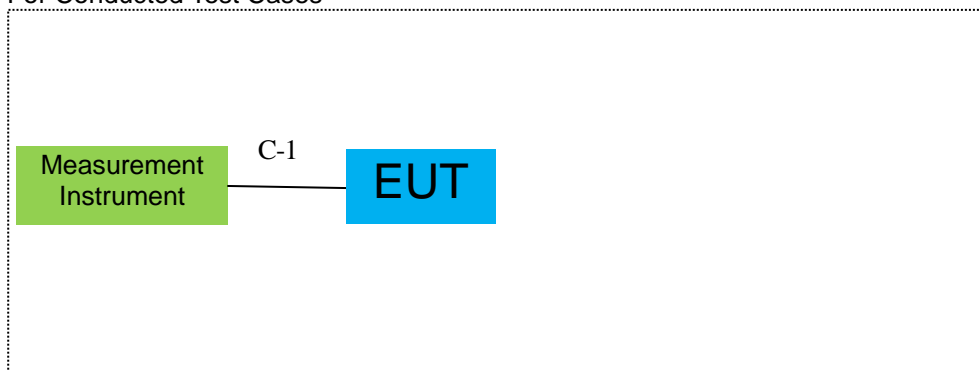 For Conducted Test Cases
C-1
Measurement
Instrument
EUT